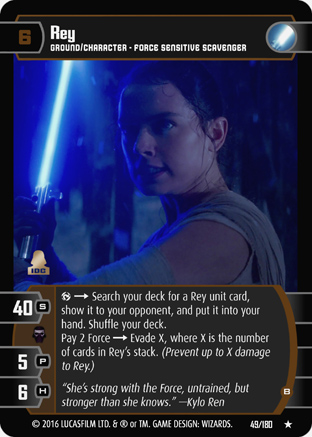 6
Rey
GROUND/CHARACTER - FORCE SENSITIVE SCAVENGER
IDC
40 S
5 P
6 H
→ Search your deck for a Rey unit card,
show it to your opponent, and put it into your
hand. Shuffle your deck.
Pay 2 Force → Evade X, where X is the number
of cards in Rey's stack. (Prevent up to X damage
to Rey.)
"She's strong with the Force, untrained, but
stronger than she knows." —Kylo Ren
B
© 2016 LUCASFILM LTD. & ® or TM. GAME DESIGN: WIZARDS.
49/180